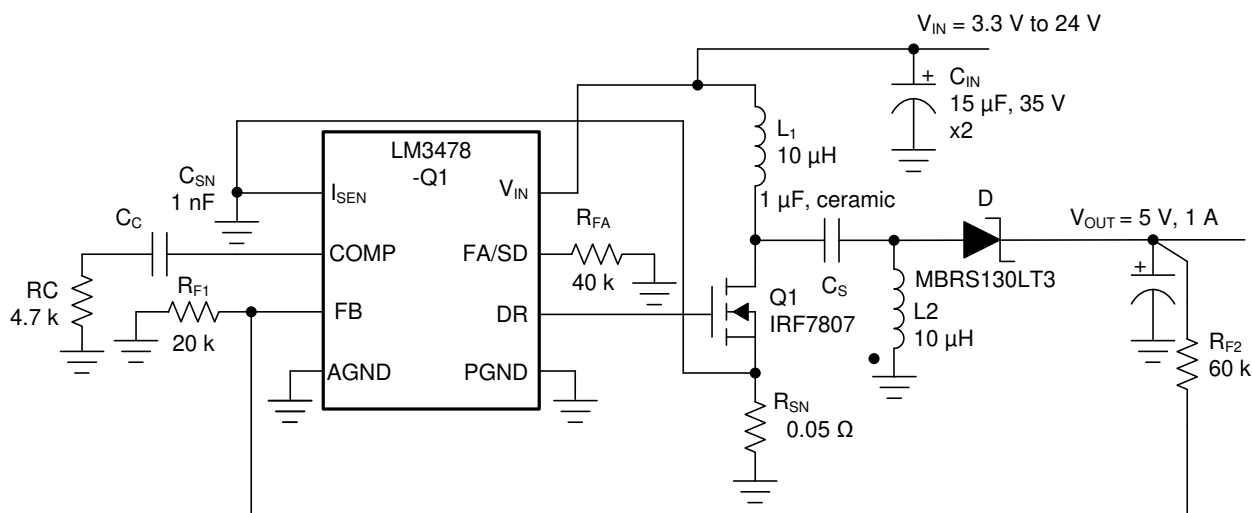 V_IN = 3.3 V to 24 V
C_IN
15 µF, 35 V
x2
LM3478
-Q1
L₁
10 µH
C_SN
1 nF
I_SEN
V_IN
1 µF, ceramic
D
C_C
R_FA
V_OUT = 5 V, 1 A
COMP
FA/SD
40 k
C_S
MBRS130LT3
RC
4.7 k
R_F1
20 k
FB
DR
Q1
IRF7807
L2
10 µH
R_F2
60 k
AGND
PGND
R_SN
0.05 Ω